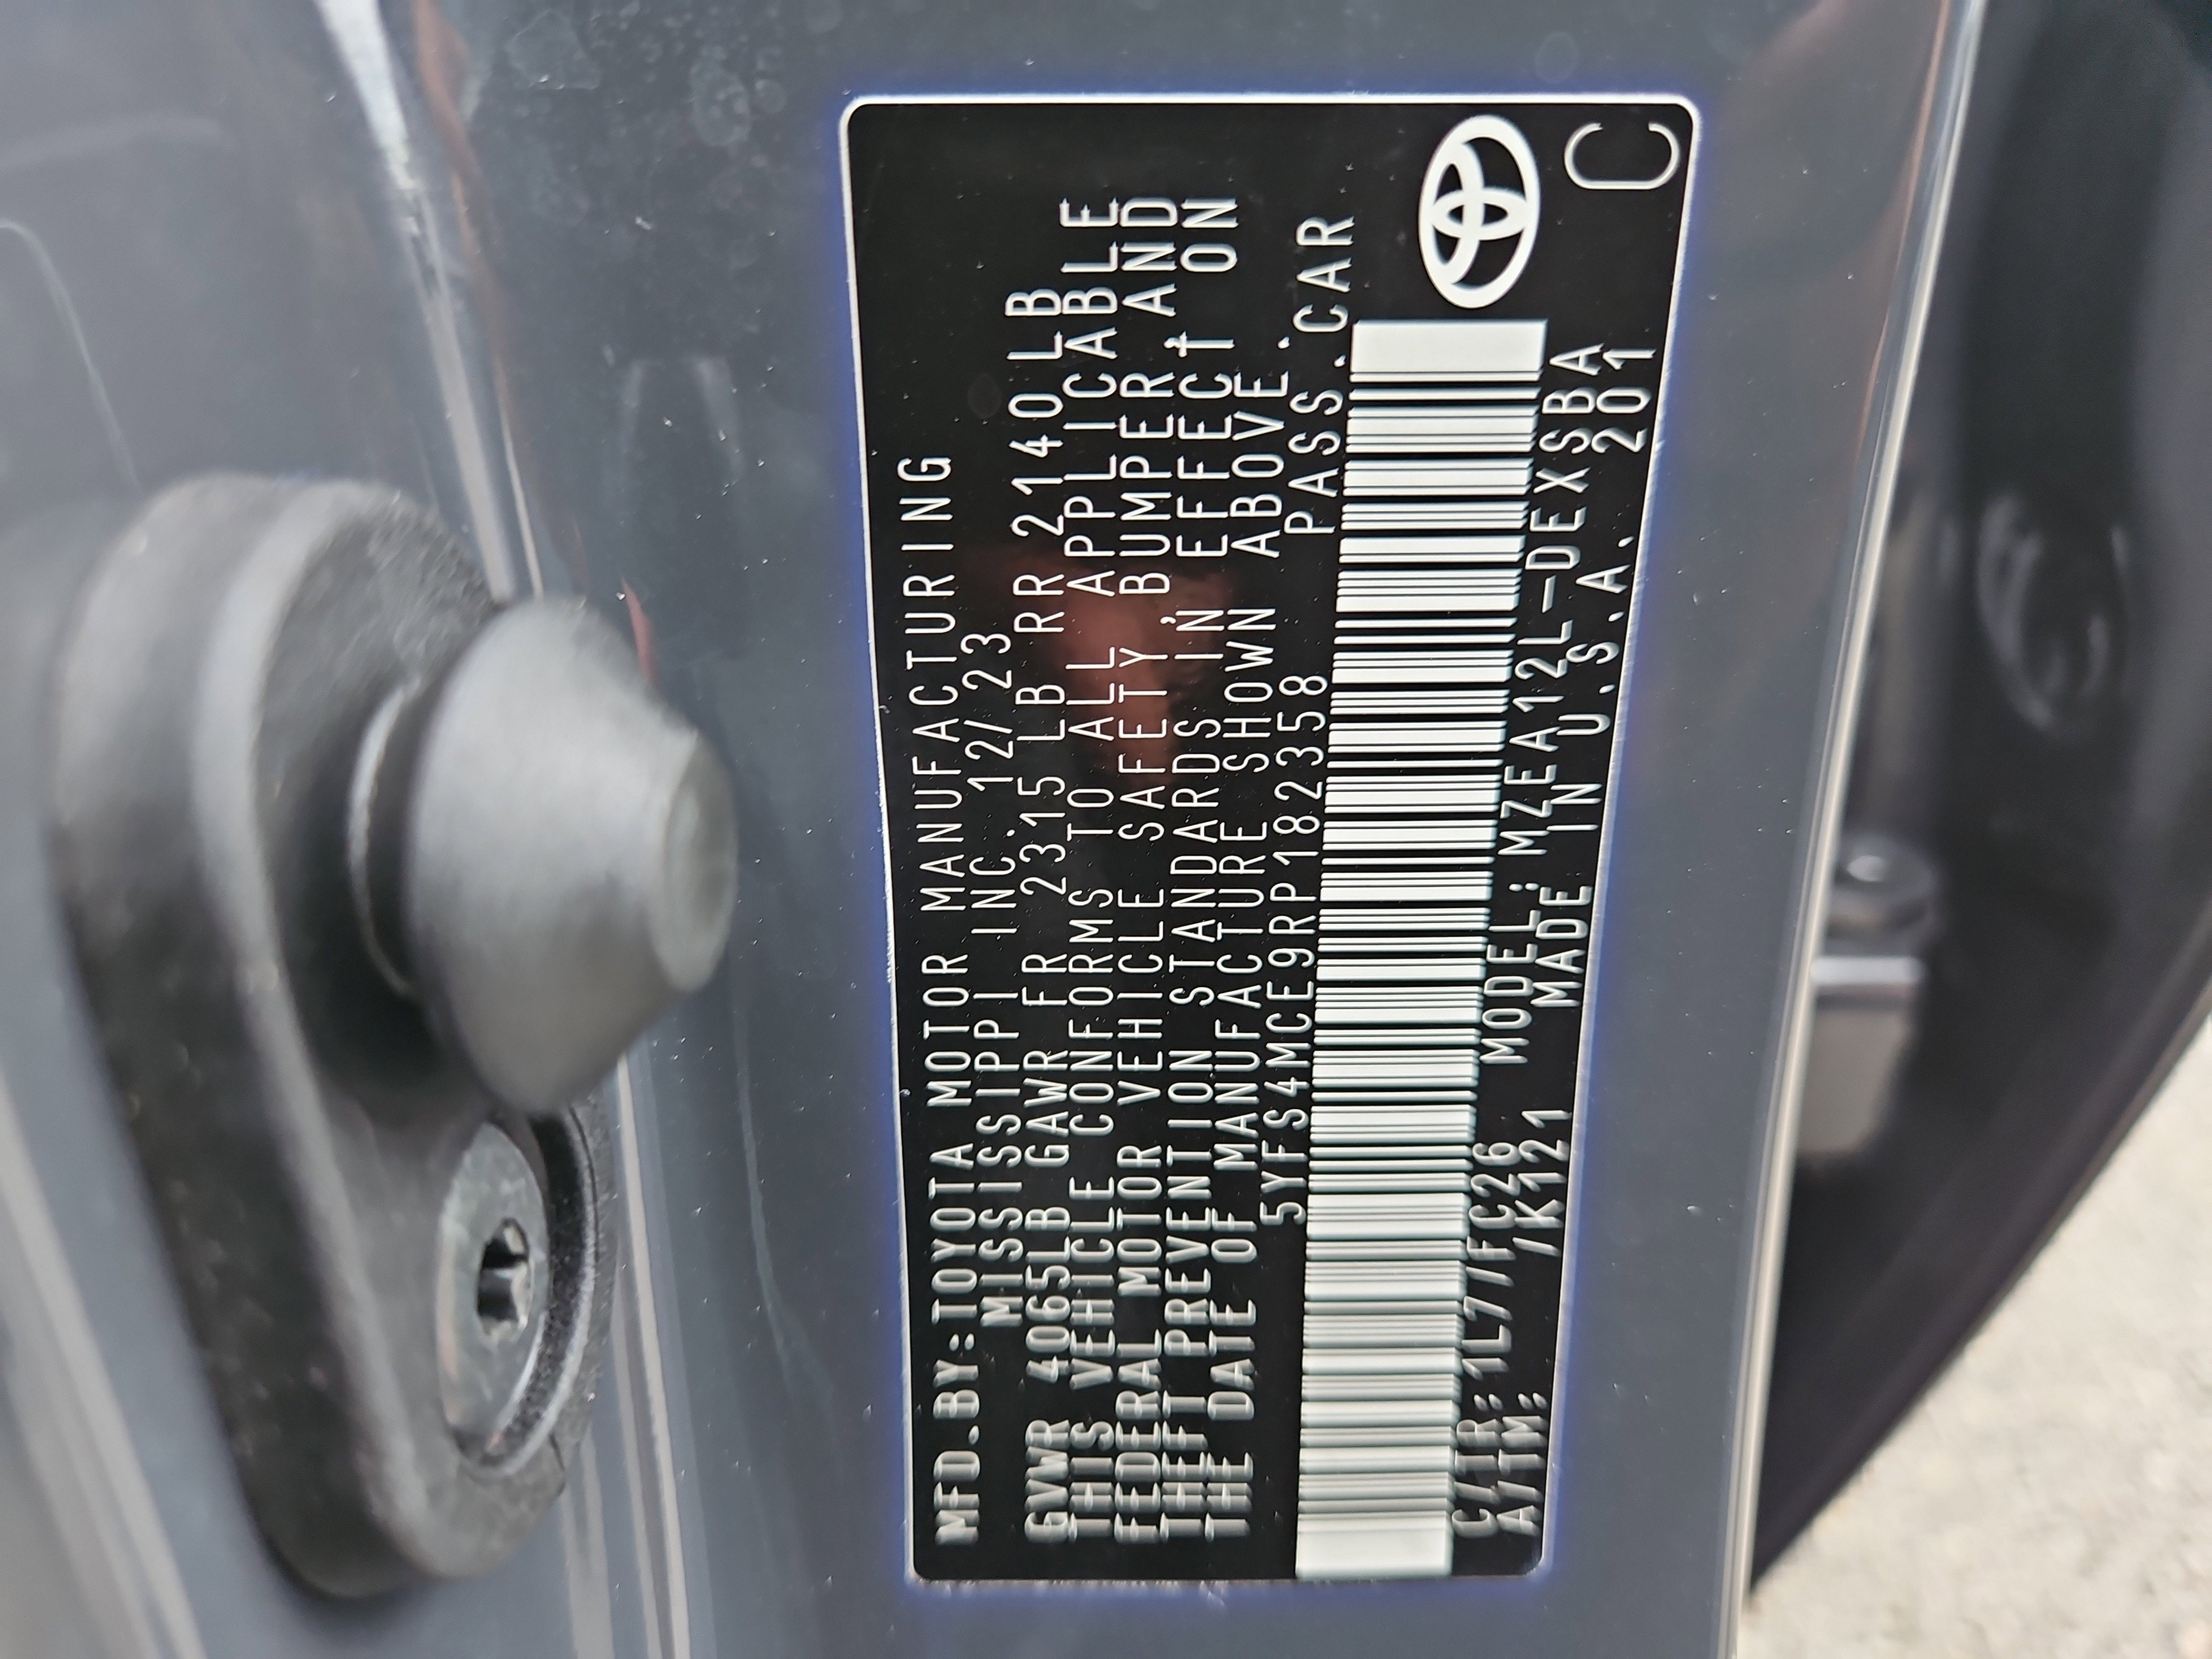 MFD.BY:TOYOTA MOTOR MANUFACTURING
MISSISSIPPI INC. 12/23
GVWR 4065LB GAWR FR 2315 LB RR 2140LB
THIS VEHICLE CONFORMS TO ALL APPLICABLE
FEDERAL MOTOR VEHICLE SAFETY, BUMPER, AND
THEFT PREVENTION STANDARDS IN EFFECT ON
THE DATE OF MANUFACTURE SHOWN ABOVE.
5YFS4MCE9RP182358 PASS.CAR
C/TR:1L7/FC26 MODEL:MZEA12L-DEXSBA
A/TM: /K121 MADE IN U.S.A. 201
C